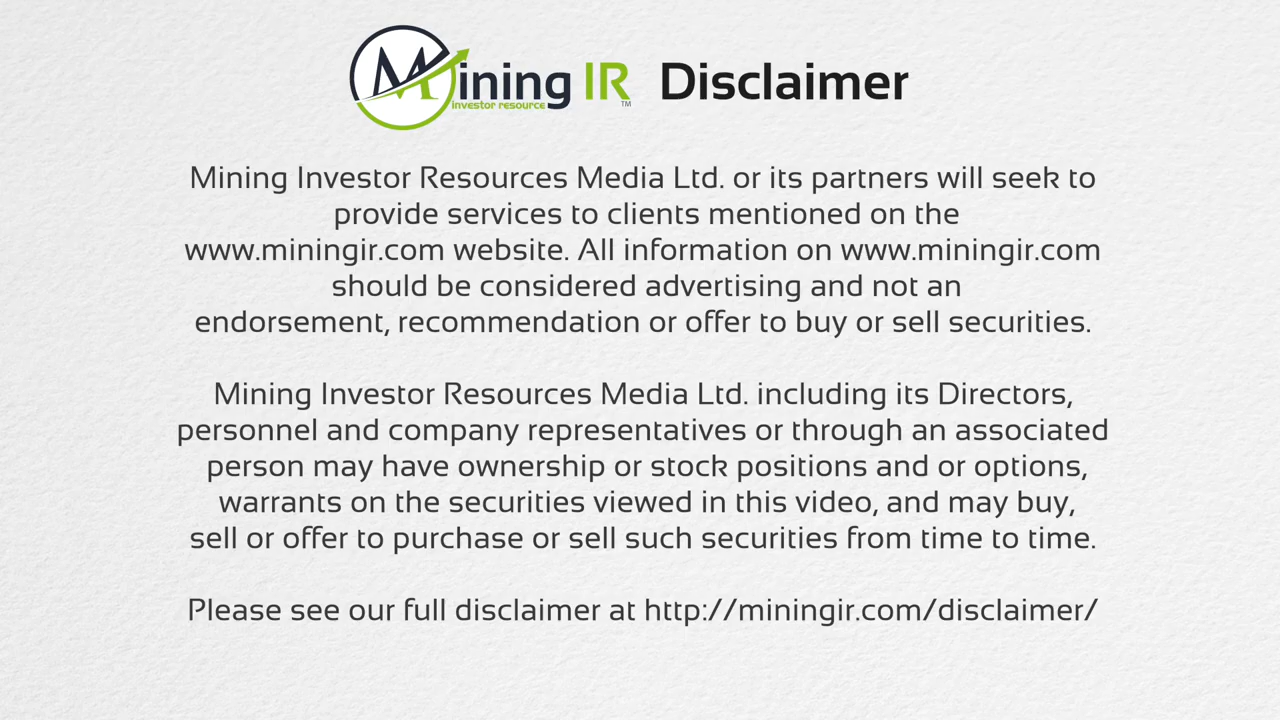 Mining IR Disclaimer
investor resource TM
Mining Investor Resources Media Ltd. or its partners will seek to
provide services to clients mentioned on the
www.miningir.com website. All information on www.miningir.com
should be considered advertising and not an
endorsement, recommendation or offer to buy or sell securities.
Mining Investor Resources Media Ltd. including its Directors,
personnel and company representatives or through an associated
person may have ownership or stock positions and or options,
warrants on the securities viewed in this video, and may buy,
sell or offer to purchase or sell such securities from time to time.
Please see our full disclaimer at http://miningir.com/disclaimer/